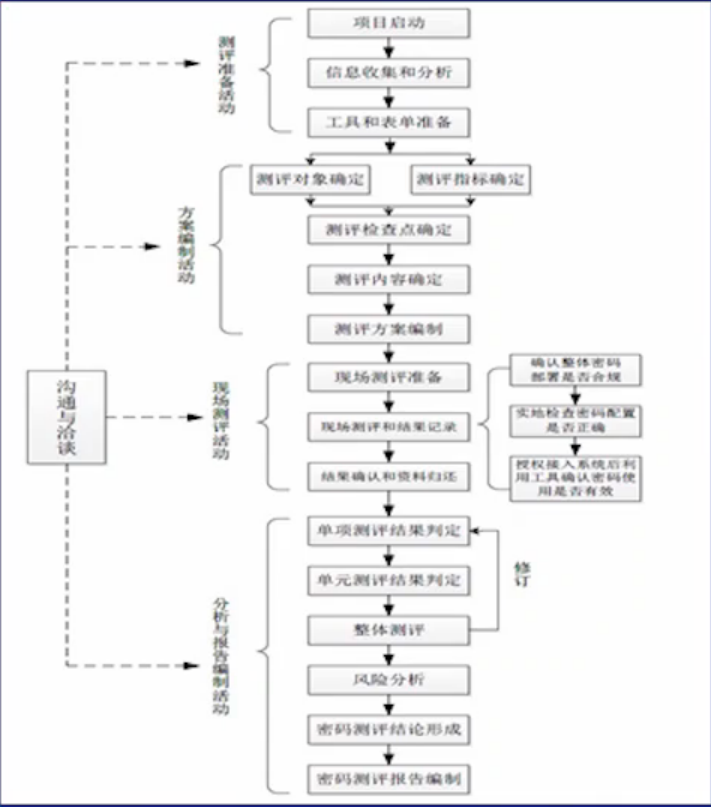 项目启动
测评准备活动
信息收集和分析
工具和表单准备
测评对象确定
测评指标确定
方案编制活动
测评检查点确定
测评内容确定
测评方案编制
沟通与洽谈
现场测评活动
现场测评准备
现场测评和结果记录
结果确认和资料归还
确认整体密码
部署是否合规
实地检查密码配置
是否正确
授权接入系统后利
用工具确认密码使
用是否有效
分析与报告编制活动
单项测评结果判定
单元测评结果判定
整体测评
修订
风险分析
密码测评结论形成
密码测评报告编制